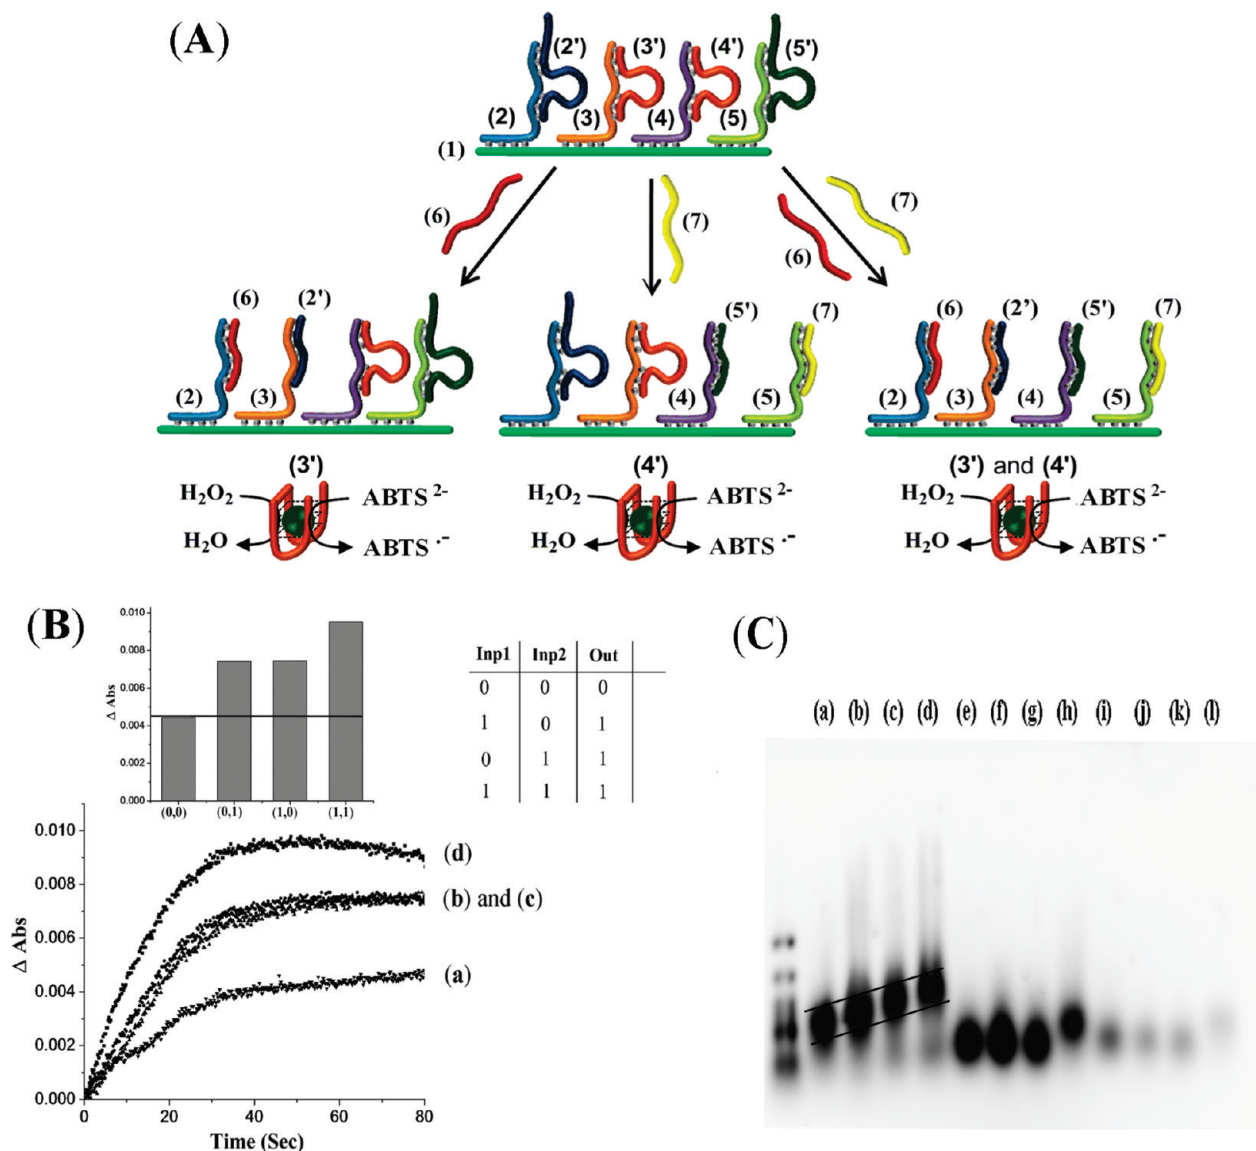 (A)
(2') (3') (4') (5')
(2) (3) (4) (5)
(1)
(6) (7) (6) (7)
(6) (2') (5') (7) (6) (2') (5') (7)
(2) (3) (4) (5) (2) (3) (4) (5)
(3') (4') (3') and (4')
H2O2 ABTS 2- H2O2 ABTS 2- H2O2 ABTS 2-
H2O ABTS ·- H2O ABTS ·- H2O ABTS ·-
(B)
Δ Abs
0.010
0.008
0.006
0.004
0.002
0.000
(0,0) (0,1) (1,0) (1,1)
Inp1 Inp2 Out
0 0 0
1 0 1
0 1 1
1 1 1
Δ Abs
0.010
0.008
0.006
0.004
0.002
0.000
(d)
(b) and (c)
(a)
0 20 40 60 80
Time (Sec)
(C)
(a) (b) (c) (d) (e) (f) (g) (h) (i) (j) (k) (l)